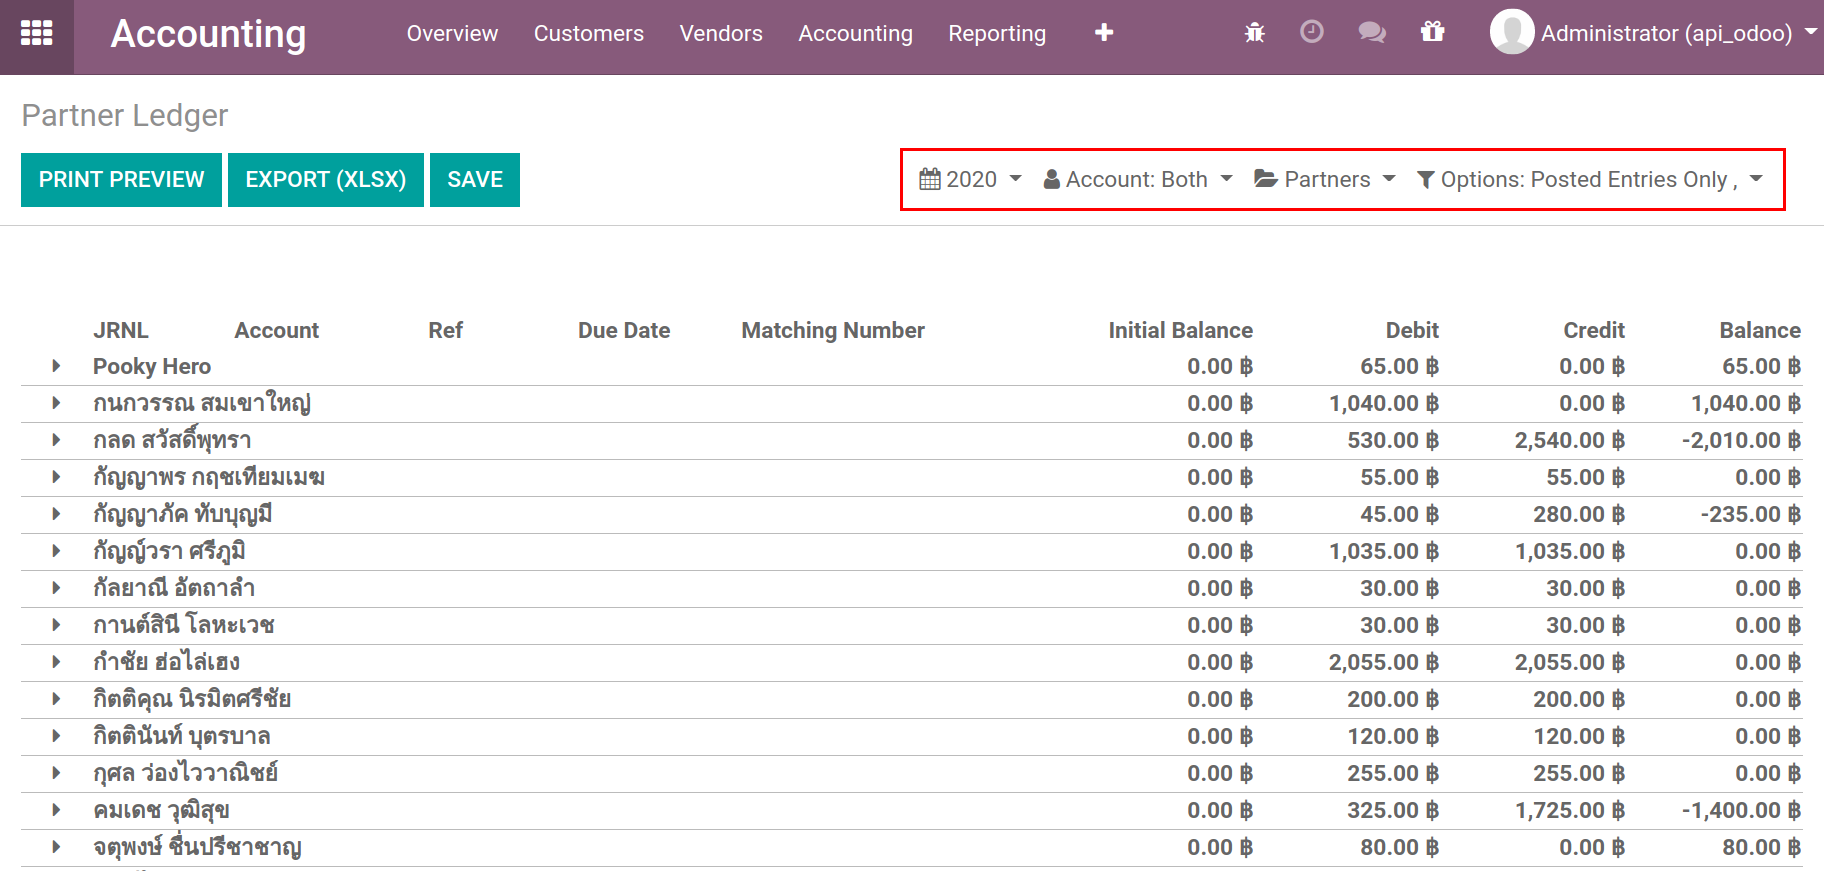 Accounting Overview Customers Vendors Accounting Reporting Administrator (api_odoo)
Partner Ledger
PRINT PREVIEW EXPORT (XLSX) SAVE 2020 Account: Both Partners Options: Posted Entries Only ,
JRNL Account Ref Due Date Matching Number Initial Balance Debit Credit Balance
Pooky Hero 0.00 ฿ 65.00 ฿ 0.00 ฿ 65.00 ฿
กนกวรรณ สมเขาใหญ่ 0.00 ฿ 1,040.00 ฿ 0.00 ฿ 1,040.00 ฿
กลด สวัสดิ์พุทรา 0.00 ฿ 530.00 ฿ 2,540.00 ฿ -2,010.00 ฿
กัญญาพร กฤชเทียมเมฆ 0.00 ฿ 55.00 ฿ 55.00 ฿ 0.00 ฿
กัญญาภัค ทับบุญมี 0.00 ฿ 45.00 ฿ 280.00 ฿ -235.00 ฿
กัญญ์วรา ศรีภูมิ 0.00 ฿ 1,035.00 ฿ 1,035.00 ฿ 0.00 ฿
กัลยาณี อัตถาลำ 0.00 ฿ 30.00 ฿ 30.00 ฿ 0.00 ฿
กานต์สินี โลหะเวช 0.00 ฿ 30.00 ฿ 30.00 ฿ 0.00 ฿
กำชัย ฮ่อไล่เฮง 0.00 ฿ 2,055.00 ฿ 2,055.00 ฿ 0.00 ฿
กิตติคุณ นิรมิตศรีชัย 0.00 ฿ 200.00 ฿ 200.00 ฿ 0.00 ฿
กิตตินันท์ บุตรบาล 0.00 ฿ 120.00 ฿ 120.00 ฿ 0.00 ฿
กุศล ว่องไววาณิชย์ 0.00 ฿ 255.00 ฿ 255.00 ฿ 0.00 ฿
คมเดช วุฒิสุข 0.00 ฿ 325.00 ฿ 1,725.00 ฿ -1,400.00 ฿
จตุพงษ์ ชื่นปรีชาชาญ 0.00 ฿ 80.00 ฿ 0.00 ฿ 80.00 ฿